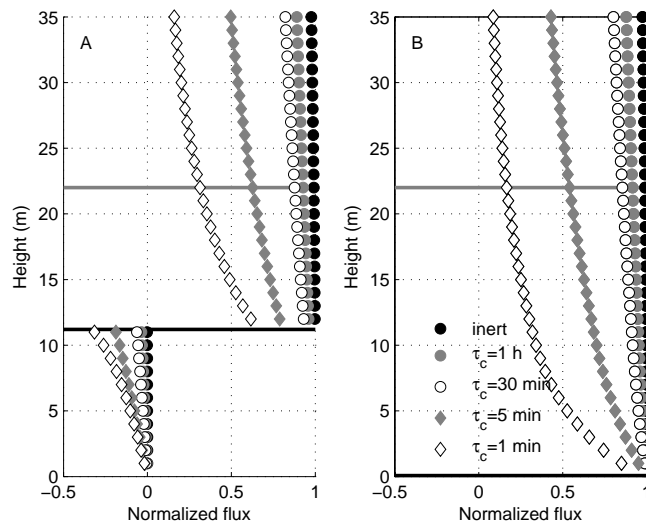 A
35
30
25
20
15
10
5
0
Height (m)
−0.5
0
0.5
1
Normalized flux
B
35
30
25
20
15
10
5
0
Height (m)
−0.5
0
0.5
1
Normalized flux
inert
τc=1 h
τc=30 min
τc=5 min
τc=1 min